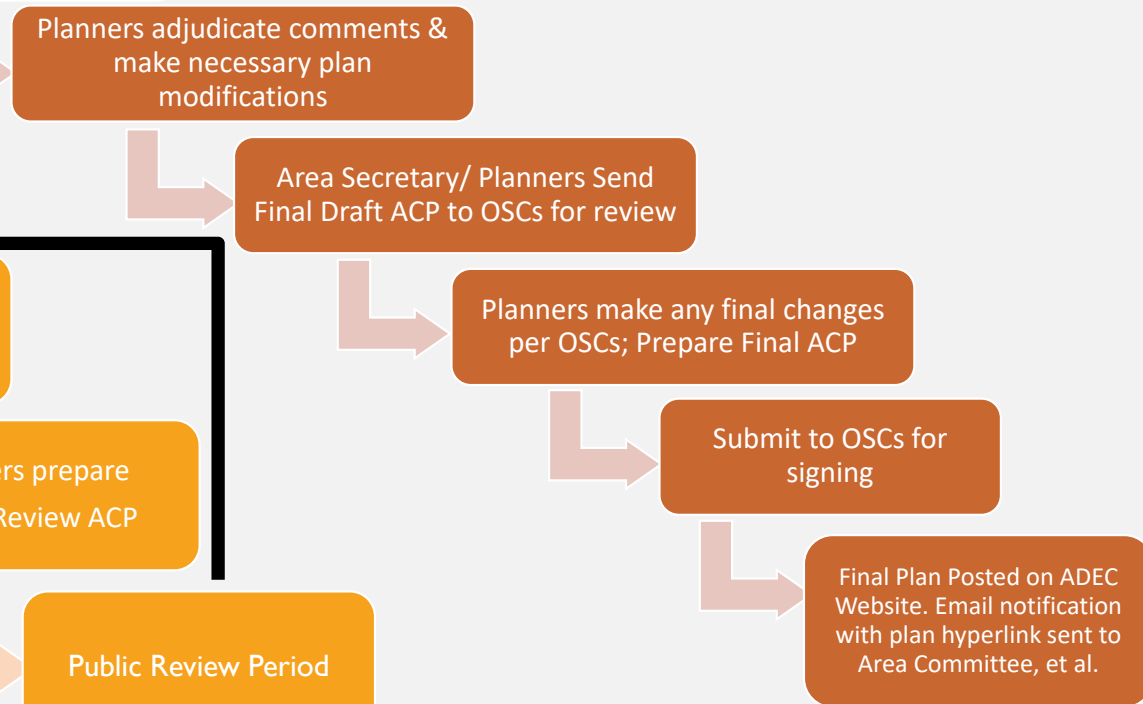 Planners adjudicate comments &
make necessary plan
modifications
Area Secretary/ Planners Send
Final Draft ACP to OSCs for review
Planners make any final changes
per OSCs; Prepare Final ACP
Submit to OSCs for
signing
Final Plan Posted on ADEC
Website. Email notification
with plan hyperlink sent to
Area Committee, et al.
ers prepare
Review ACP
Public Review Period